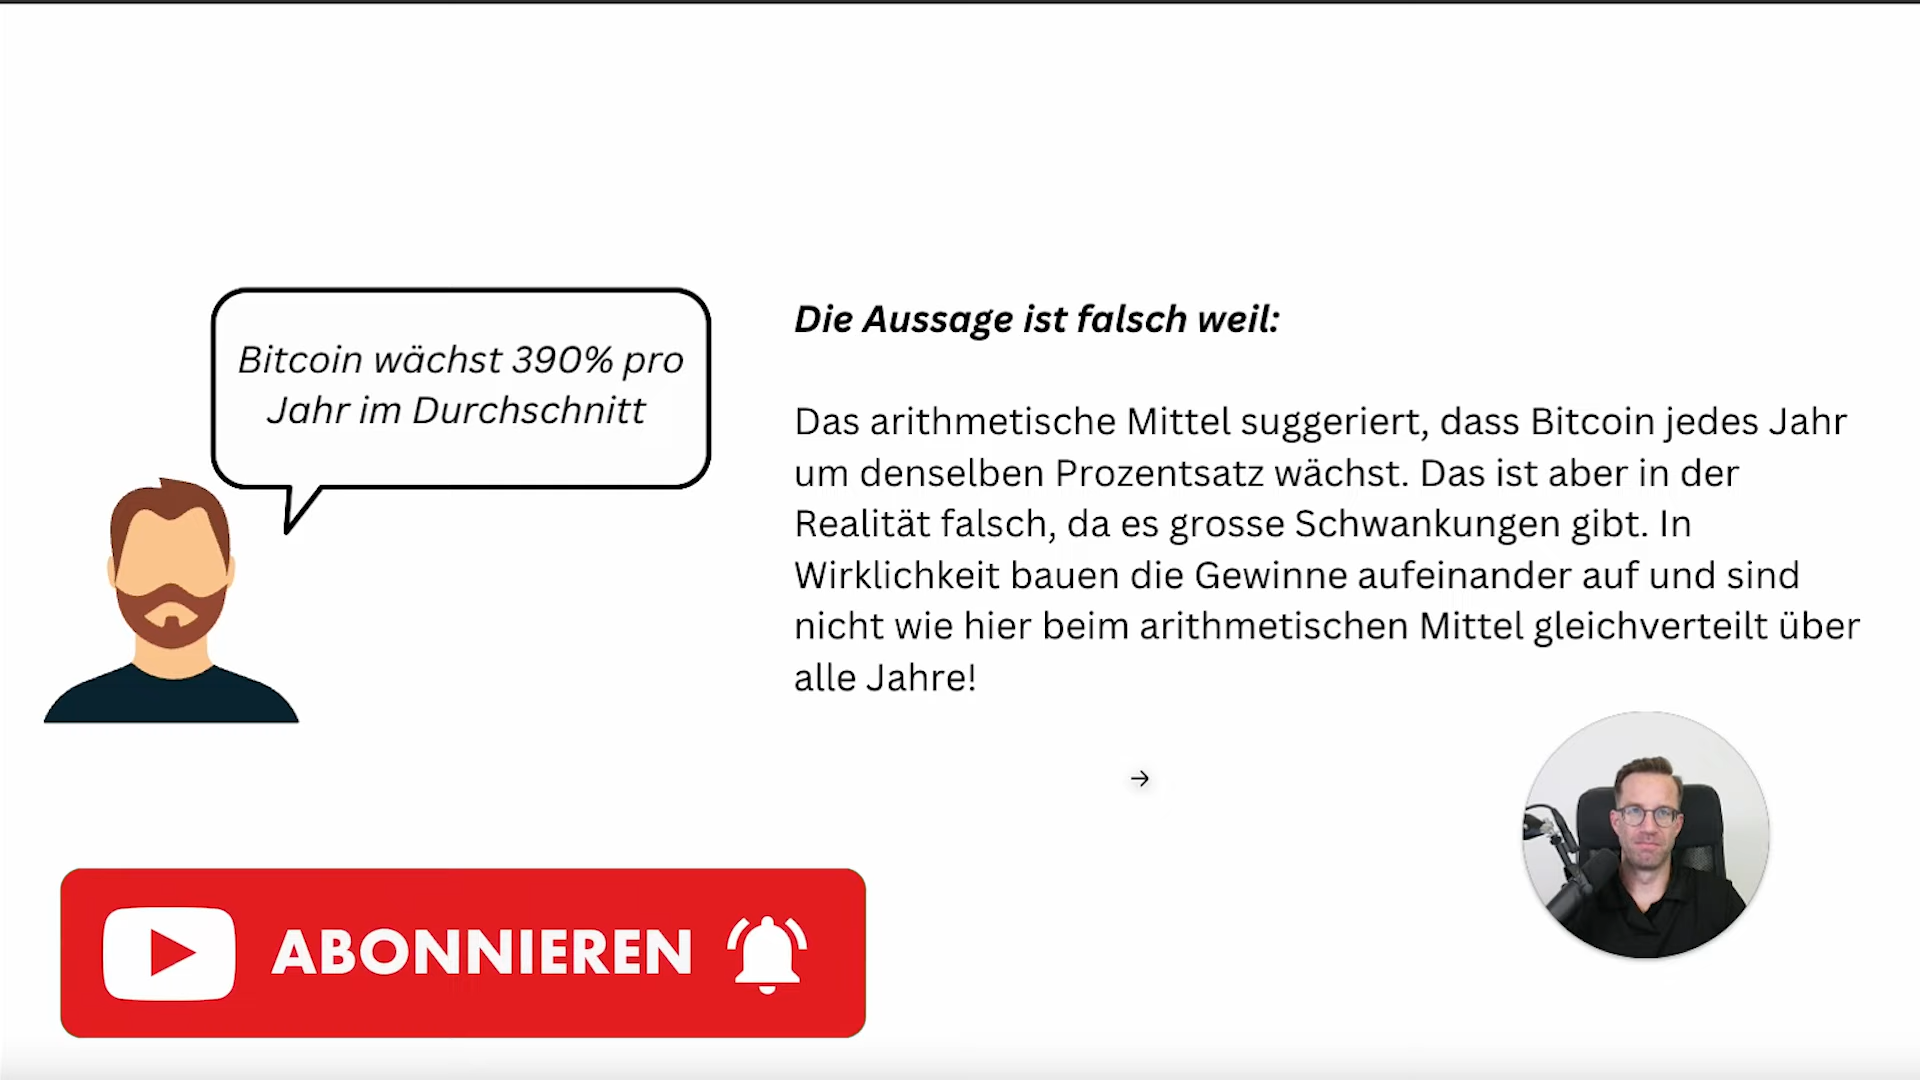 Bitcoin wächst 390% pro
Jahr im Durchschnitt
Die Aussage ist falsch weil:
Das arithmetische Mittel suggeriert, dass Bitcoin jedes Jahr
um denselben Prozentsatz wächst. Das ist aber in der
Realität falsch, da es grosse Schwankungen gibt. In
Wirklichkeit bauen die Gewinne aufeinander auf und sind
nicht wie hier beim arithmetischen Mittel gleichverteilt über
alle Jahre!
ABONNIEREN